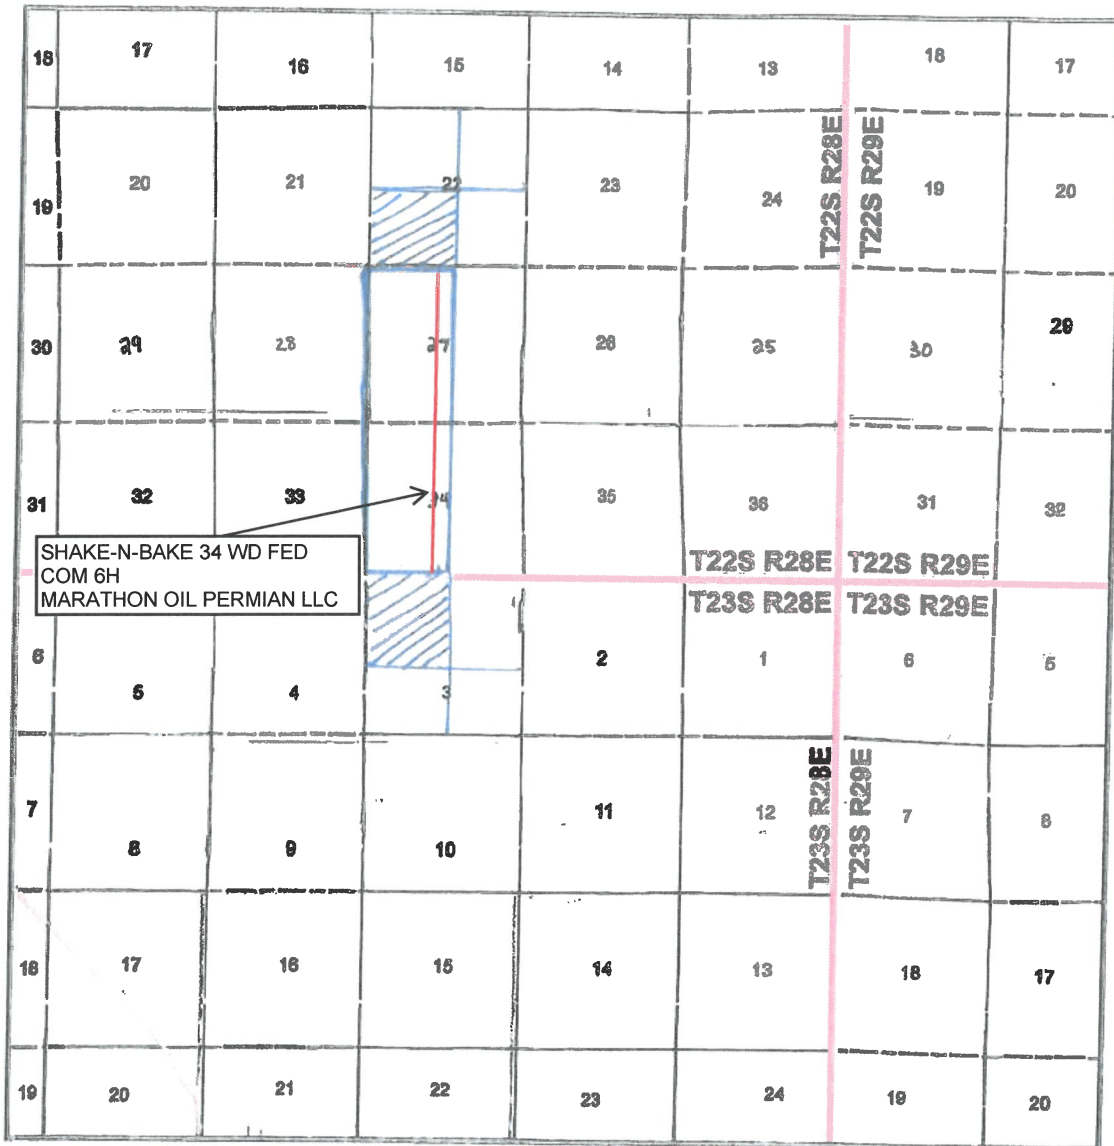 18 17 16 15 14 13 18 17
19 20 21 22 23 24 19 20
T22S R28E
T22S R29E
30 29 28 27 26 25 30 29
31 32 33 34 35 36 31 32
SHAKE-N-BAKE 34 WD FED
COM 6H
MARATHON OIL PERMIAN LLC
T22S R28E T22S R29E
T23S R28E T23S R29E
6 5 4 3 2 1 6 5
T23S R28E
T23S R29E
7 8 9 10 11 12 7 8
18 17 16 15 14 13 18 17
19 20 21 22 23 24 19 20